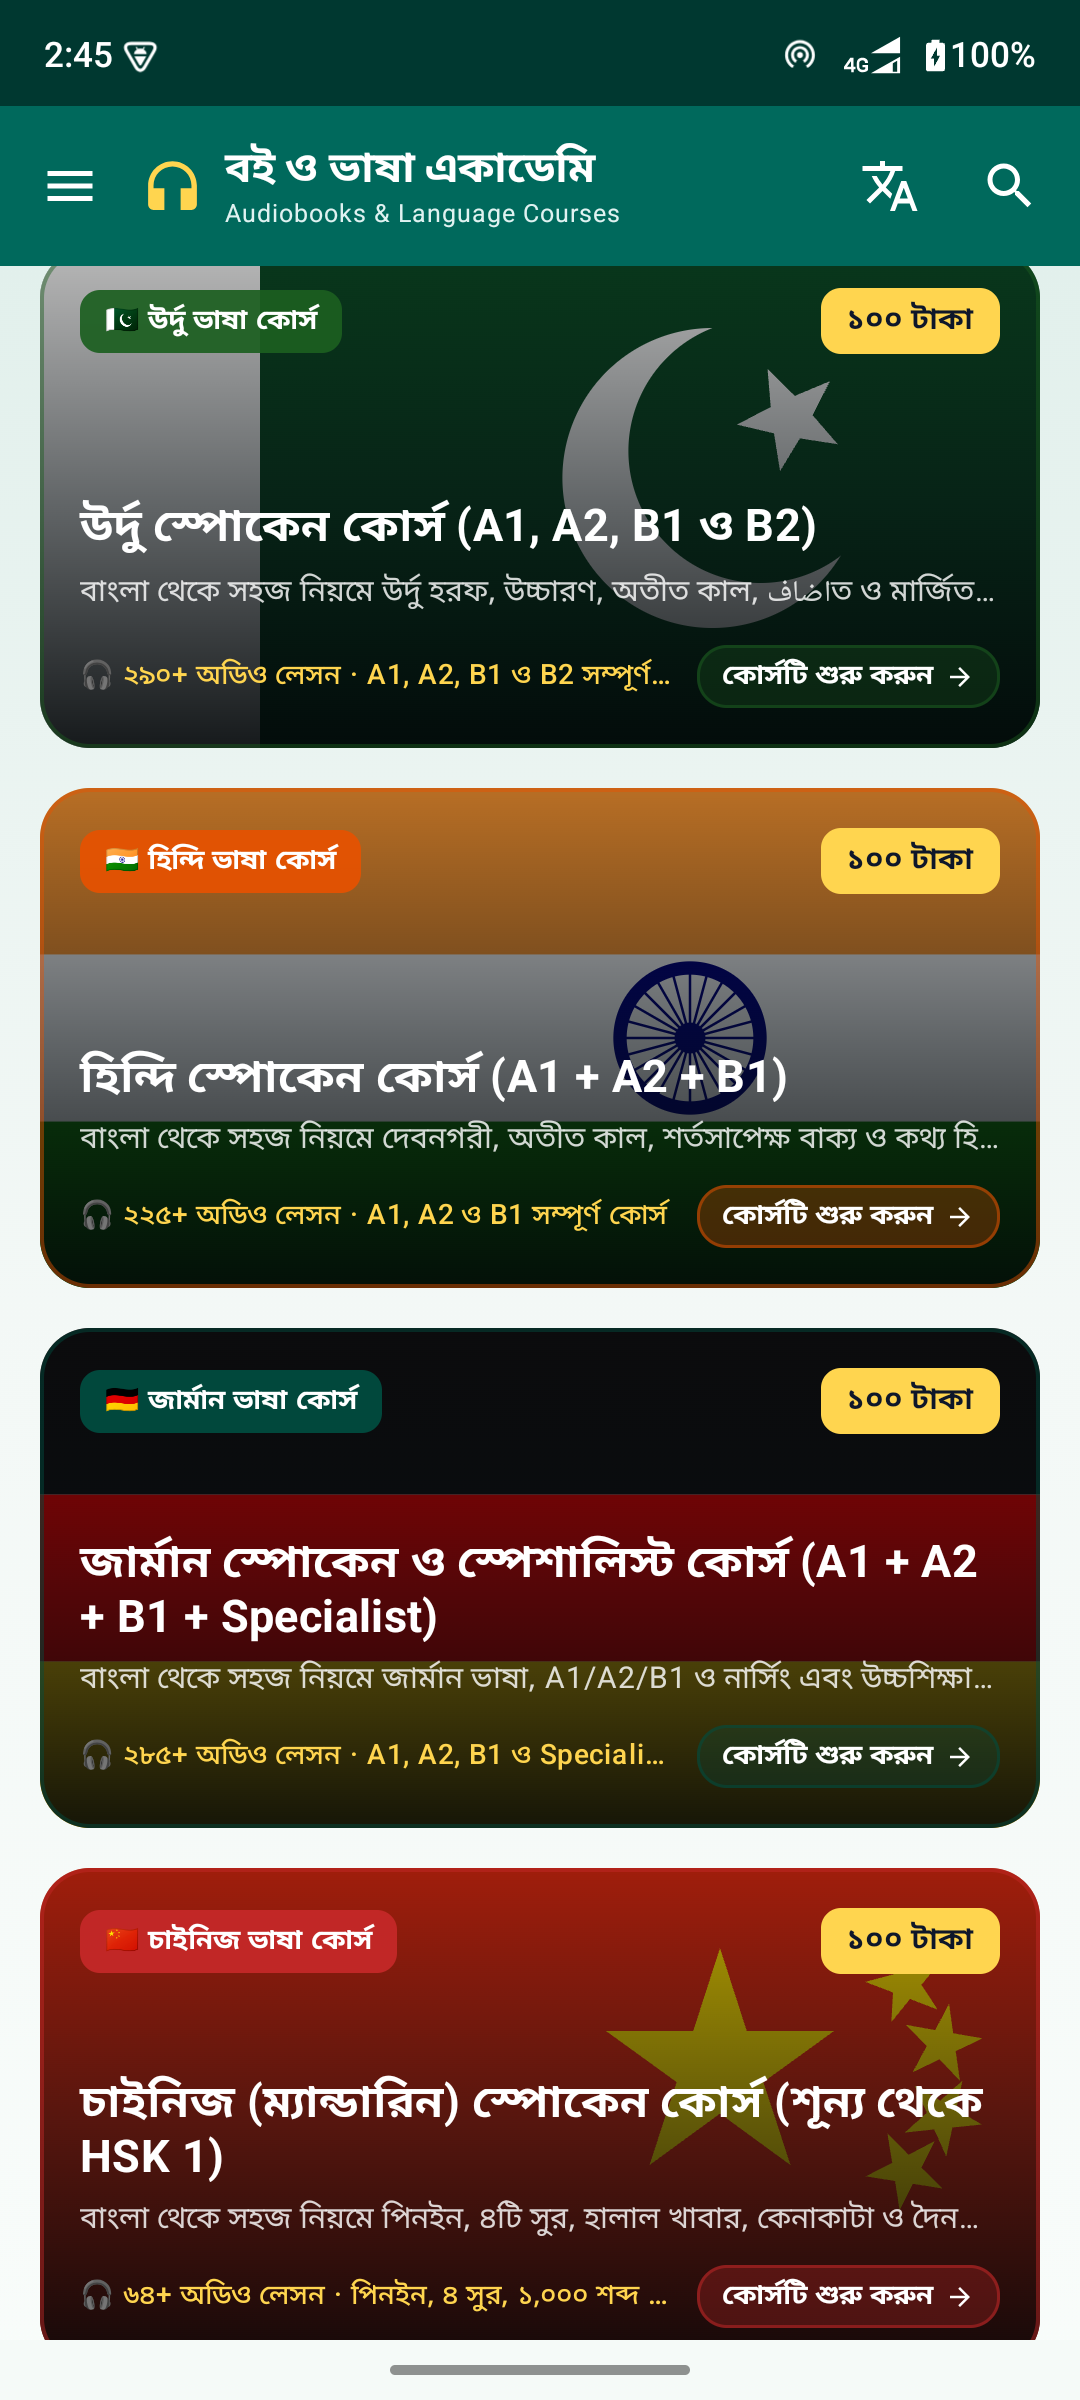 2:45
4G 100%
বই ও ভাষা একাডেমি
Audiobooks & Language Courses
🇵🇰 উর্দু ভাষা কোর্স
১০০ টাকা
উর্দু স্পোকেন কোর্স (A1, A2, B1 ও B2)
বাংলা থেকে সহজ নিয়মে উর্দু হরফ, উচ্চারণ, অতীত কাল, اضافত ও মার্জিত...
🎧 ২৯০+ অডিও লেসন · A1, A2, B1 ও B2 সম্পূর্ণ...
কোর্সটি শুরু করুন →
🇮🇳 হিন্দি ভাষা কোর্স
১০০ টাকা
হিন্দি স্পোকেন কোর্স (A1 + A2 + B1)
বাংলা থেকে সহজ নিয়মে দেবনগরী, অতীত কাল, শর্তসাপেক্ষ বাক্য ও কথ্য হি...
🎧 ২২৫+ অডিও লেসন · A1, A2 ও B1 সম্পূর্ণ কোর্স
কোর্সটি শুরু করুন →
🇩🇪 জার্মান ভাষা কোর্স
১০০ টাকা
জার্মান স্পোকেন ও স্পেশালিস্ট কোর্স (A1 + A2
+ B1 + Specialist)
বাংলা থেকে সহজ নিয়মে জার্মান ভাষা, A1/A2/B1 ও নার্সিং এবং উচ্চশিক্ষা...
🎧 ২৮৫+ অডিও লেসন · A1, A2, B1 ও Speciali...
কোর্সটি শুরু করুন →
🇨🇳 চাইনিজ ভাষা কোর্স
১০০ টাকা
চাইনিজ (ম্যান্ডারিন) স্পোকেন কোর্স (শূন্য থেকে
HSK 1)
বাংলা থেকে সহজ নিয়মে পিনইন, ৪টি সুর, হালাল খাবার, কেনাকাটা ও দৈন...
🎧 ৬৪+ অডিও লেসন · পিনইন, ৪ সুর, ১,০০০ শব্দ ...
কোর্সটি শুরু করুন →